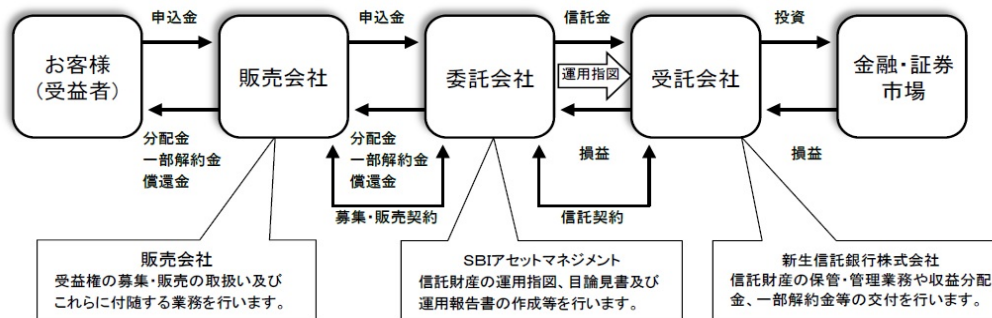 申込金
申込金
信託金
投資
お客様
(受益者)
販売会社
委託会社
運用指図
受託会社
金融・証券
市場
分配金
一部解約金
償還金
分配金
一部解約金
償還金
損益
損益
募集・販売契約
信託契約
販売会社
受益権の募集・販売の取扱い及び
これらに付随する業務を行います。
SBIアセットマネジメント
信託財産の運用指図、目論見書及び
運用報告書の作成等を行います。
新生信託銀行株式会社
信託財産の保管・管理業務や収益分配
金、一部解約金等の交付を行います。